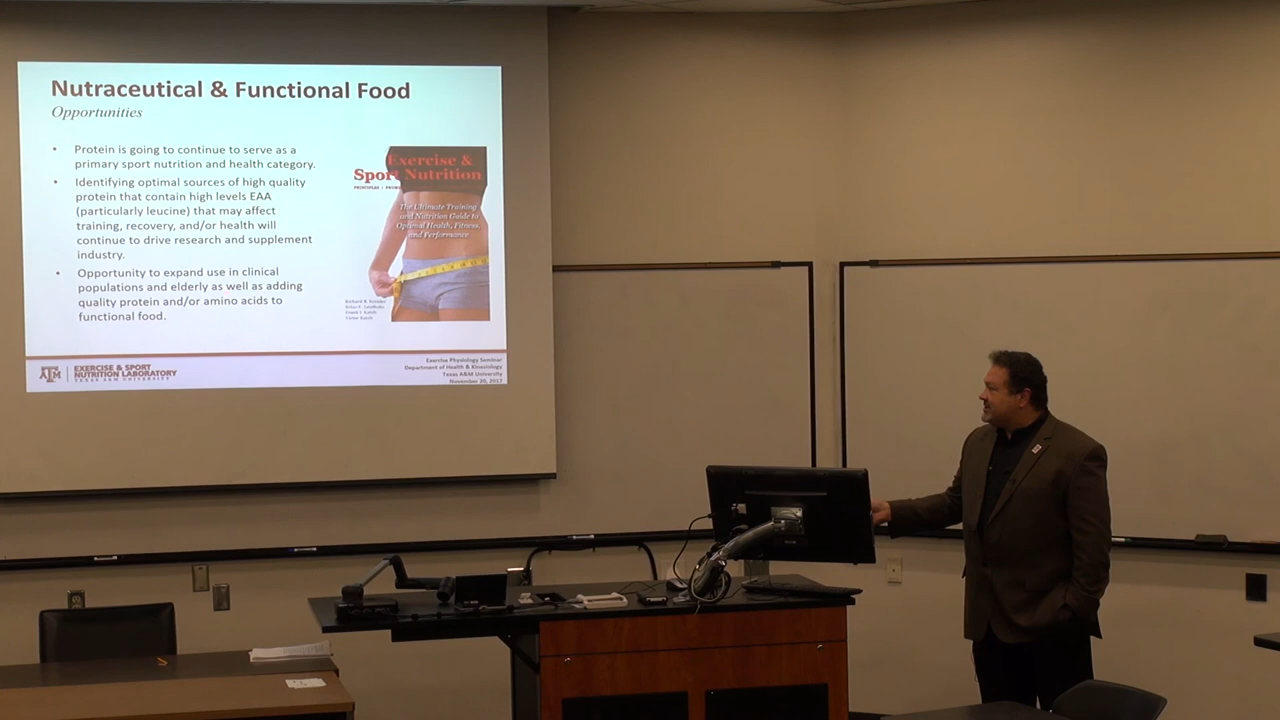 Nutraceutical & Functional Food
Opportunities
• Protein is going to continue to serve as a
primary sport nutrition and health category.
• Identifying optimal sources of high quality
protein that contain high levels EAA
(particularly leucine) that may affect
training, recovery, and/or health will
continue to drive research and supplement
industry.
• Opportunity to expand use in clinical
populations and elderly as well as adding
quality protein and/or amino acids to
functional food.
Exercise &
Sport Nutrition
The Ultimate Training
and Nutrition Guide to
Optimal Health, Fitness,
and Performance
Richard B. Kreider
ATM
EXERCISE & SPORT
NUTRITION LABORATORY
TEXAS A&M UNIVERSITY
Exercise Physiology Seminar
Department of Health & Kinesiology
Texas A&M University
November 20, 2017